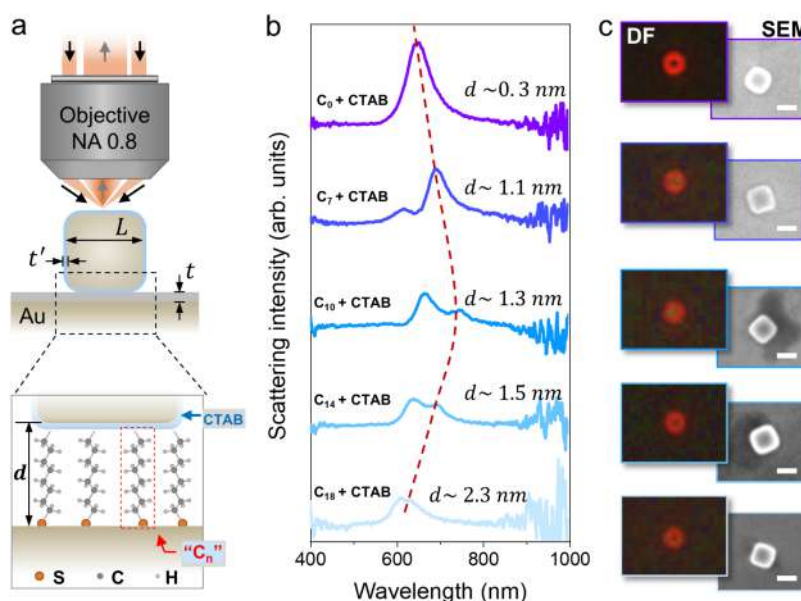 a
Objective
NA 0.8
L
t'
t
Au
CTAB
d
"Cn"
S C H
b
Scattering intensity (arb. units)
C0 + CTAB
d ~0.3 nm
C7 + CTAB
d~ 1.1 nm
C10 + CTAB
d~ 1.3 nm
C14 + CTAB
d~ 1.5 nm
C18 + CTAB
d~ 2.3 nm
400 600 800 1000
Wavelength (nm)
c
DF
SEM